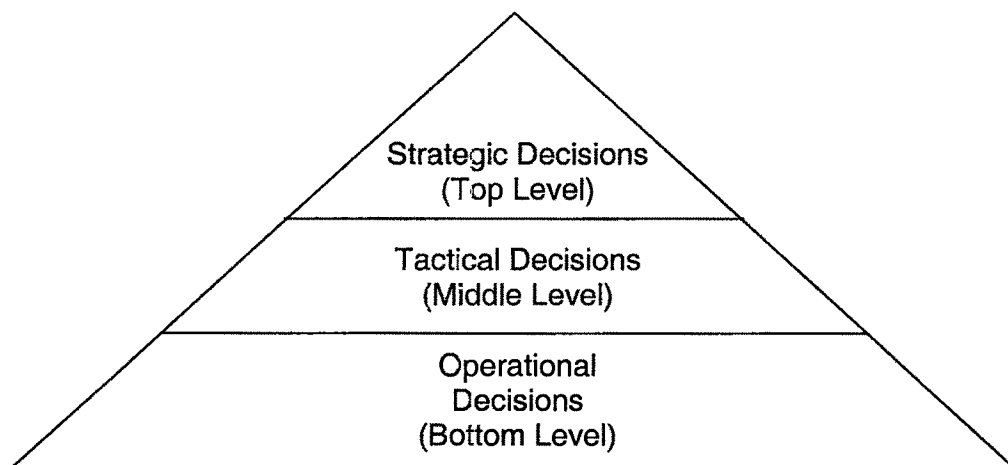 Strategic Decisions
(Top Level)
Tactical Decisions
(Middle Level)
Operational
Decisions
(Bottom Level)